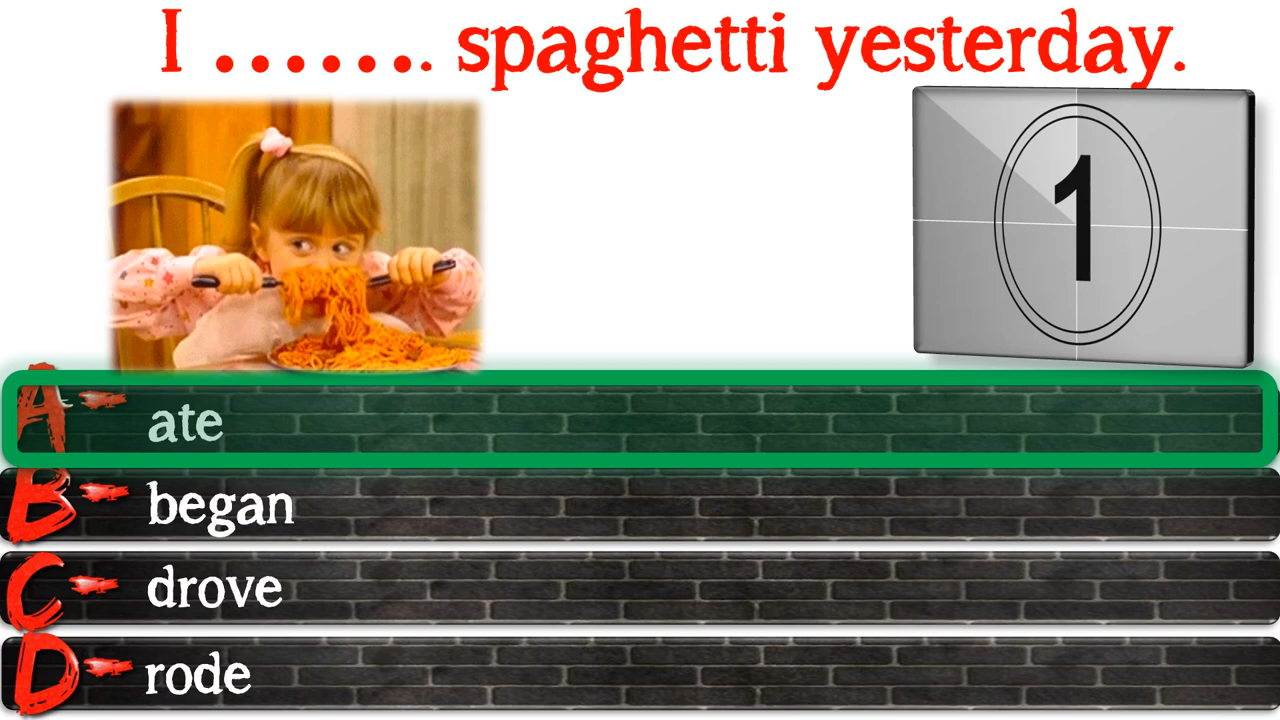 I ....... spaghetti yesterday.
1
A- ate
B- began
C- drove
D- rode